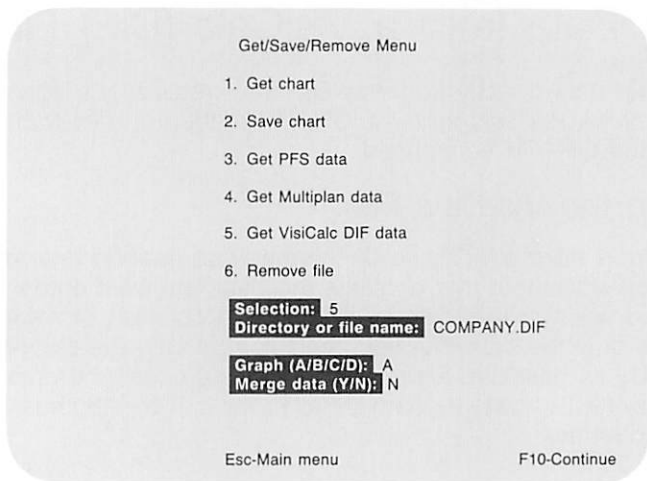 Get/Save/Remove Menu
1. Get chart
2. Save chart
3. Get PFS data
4. Get Multiplan data
5. Get VisiCalc DIF data
6. Remove file
Selection: 5
Directory or file name: COMPANY.DIF
Graph (A/B/C/D): A
Merge data (Y/N): N
Esc-Main menu F10-Continue